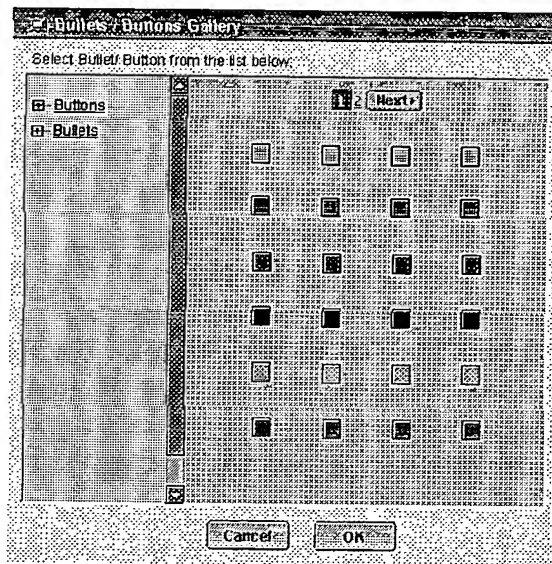 Bullets / Buttons Gallery
Select Bullet/ Button from the list below:
Buttons
Bullets
1 2 Next
Cancel OK